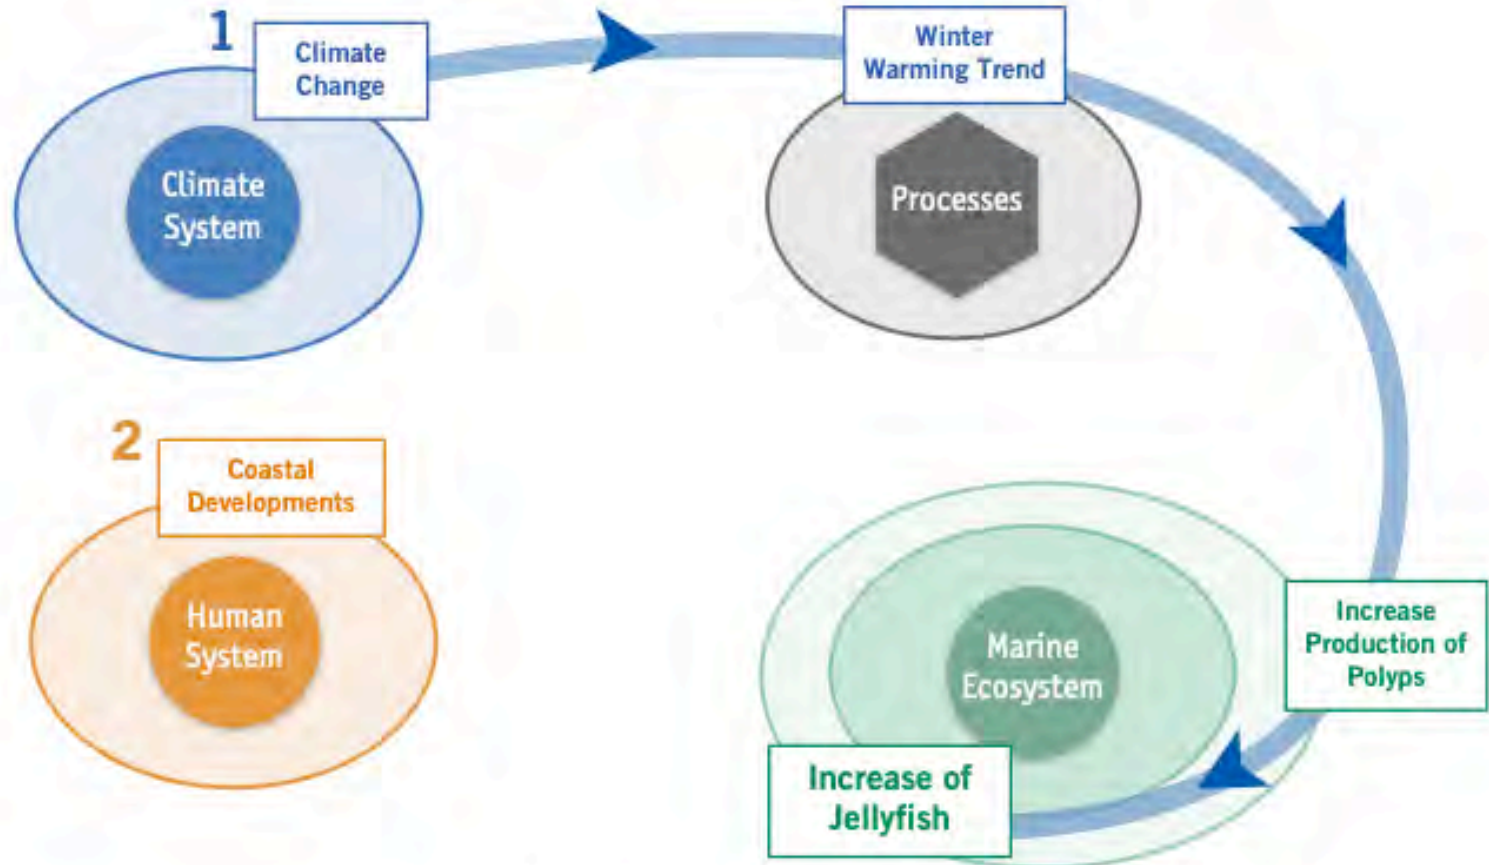 1
Climate
Change
Winter
Warming Trend
Climate
System
Processes
2
Coastal
Developments
Human
System
Marine
Ecosystem
Increase
Production of
Polyps
Increase of
Jellyfish